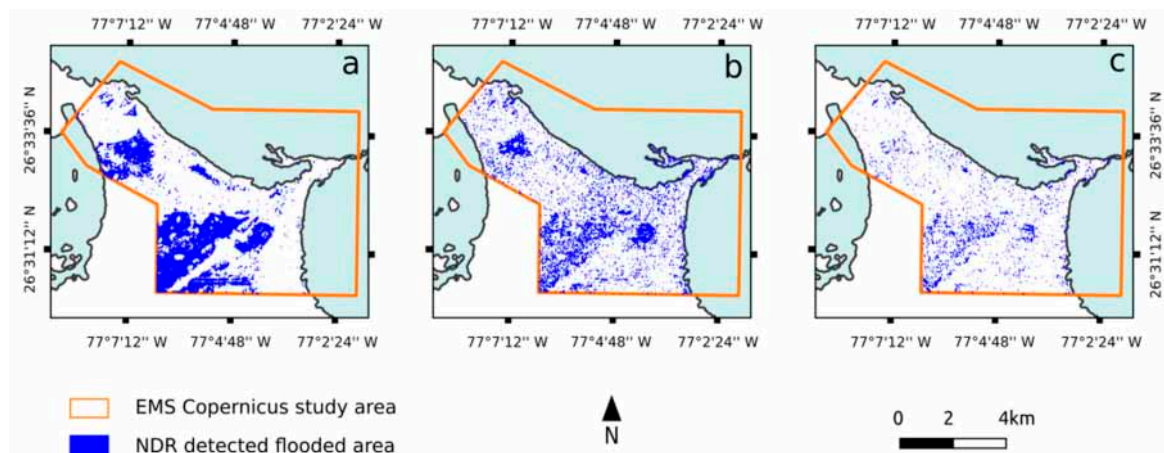 77°7'12'' W 77°4'48'' W 77°2'24'' W 77°7'12'' W 77°4'48'' W 77°2'24'' W 77°7'12'' W 77°4'48'' W 77°2'24'' W
a b c
26°33'36'' N 26°33'36'' N
26°31'12'' N 26°31'12'' N
77°7'12'' W 77°4'48'' W 77°2'24'' W 77°7'12'' W 77°4'48'' W 77°2'24'' W 77°7'12'' W 77°4'48'' W 77°2'24'' W
EMS Copernicus study area
NDR detected flooded area
N
0 2 4km